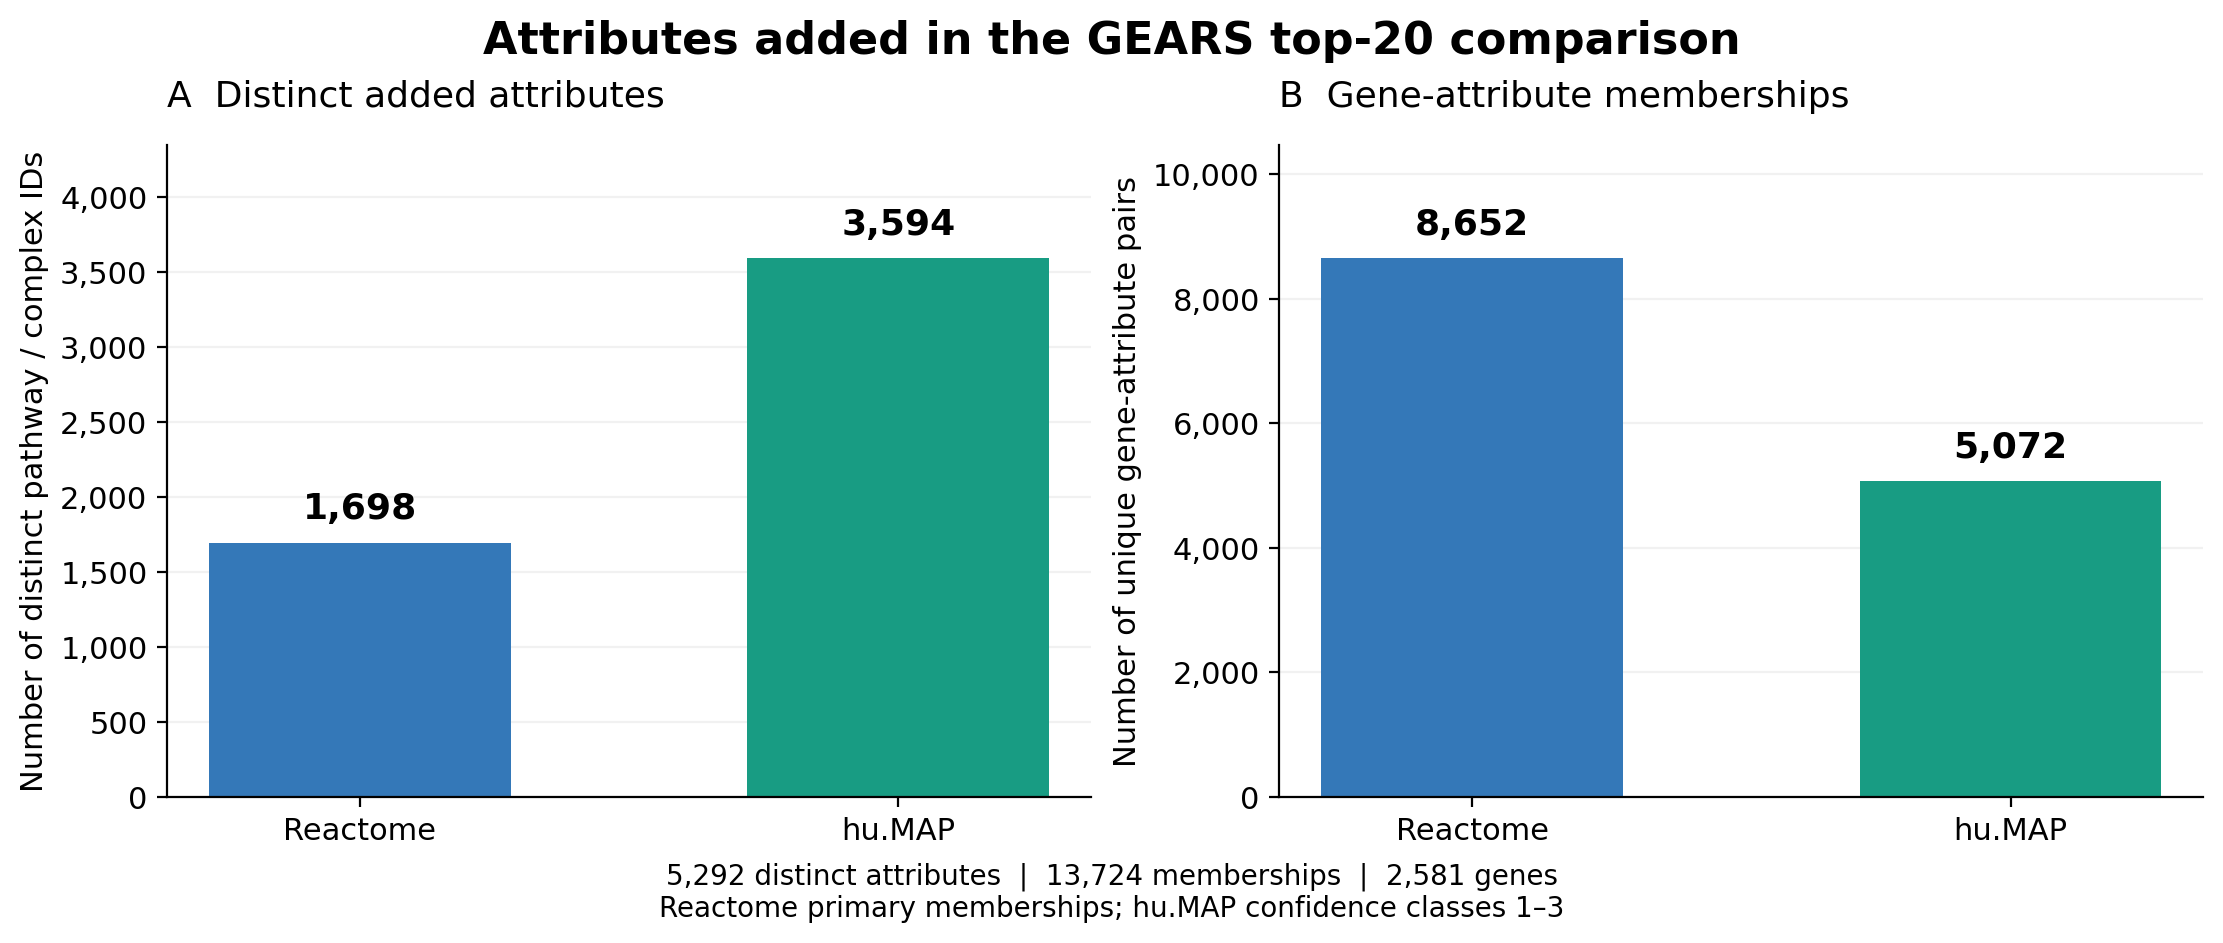 Attributes added in the GEARS top-20 comparison
A Distinct added attributes
Number of distinct pathway / complex IDs
4,000
3,500
3,000
2,500
2,000
1,500
1,000
500
0
1,698
3,594
Reactome
hu.MAP
B Gene-attribute memberships
Number of unique gene-attribute pairs
10,000
8,000
6,000
4,000
2,000
0
8,652
5,072
Reactome
hu.MAP
5,292 distinct attributes | 13,724 memberships | 2,581 genes
Reactome primary memberships; hu.MAP confidence classes 1–3